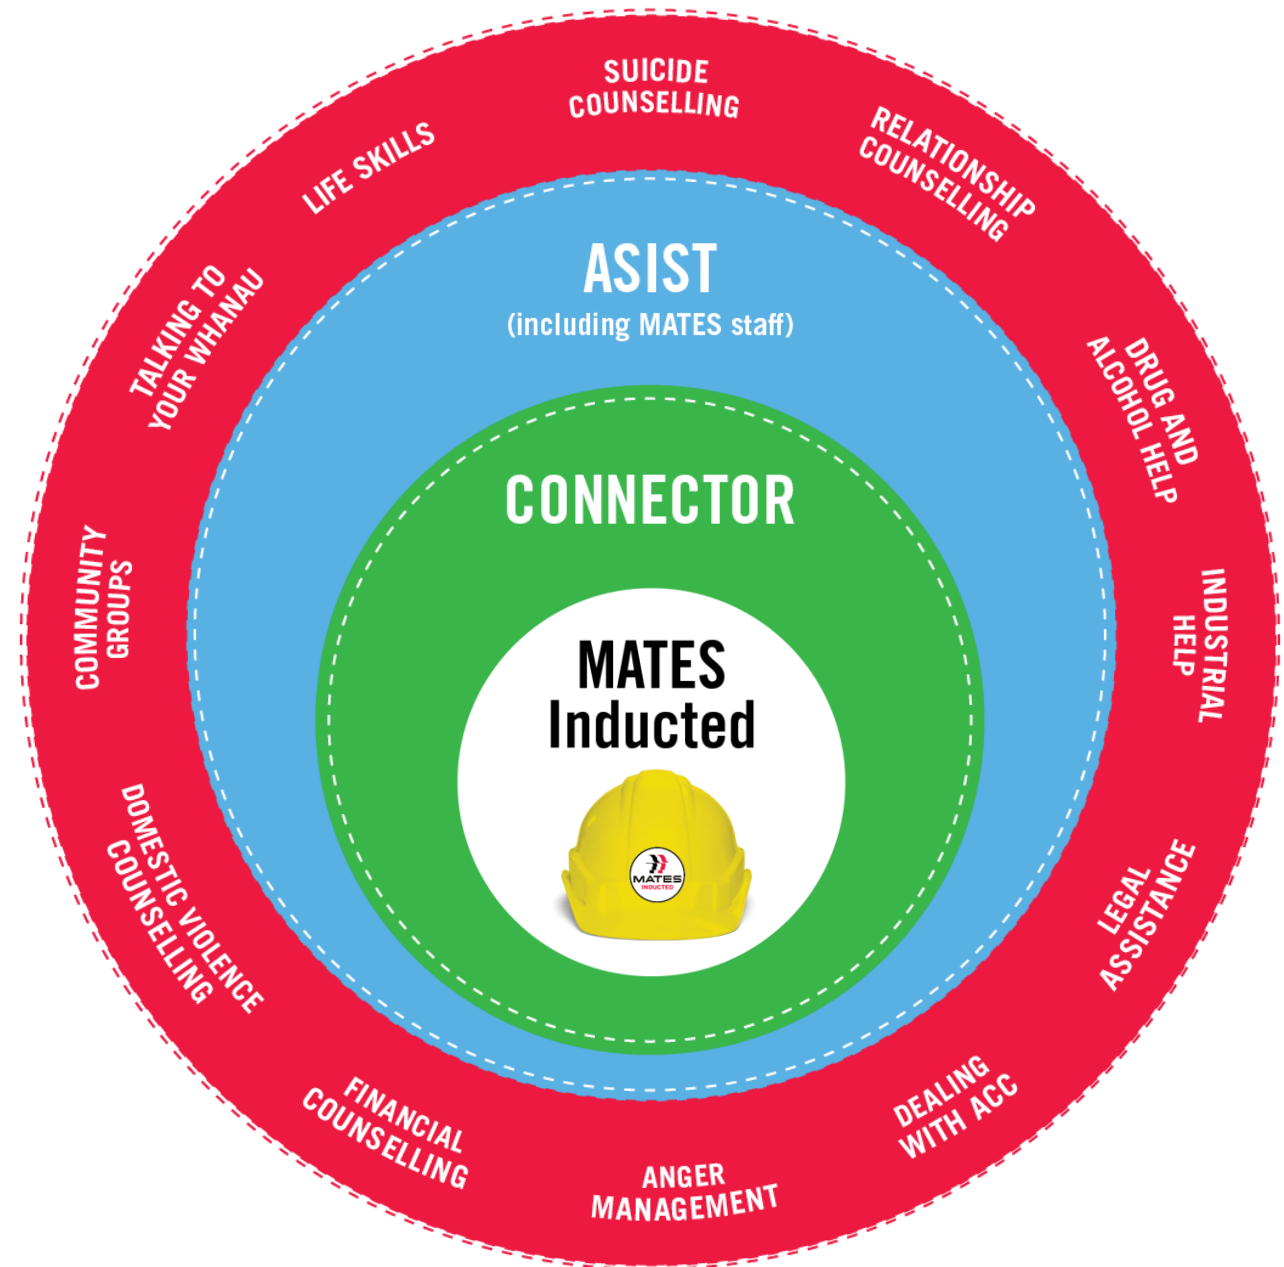 SUICIDE
COUNSELLING
RELATIONSHIP
COUNSELLING
DRUG AND
ALCOHOL HELP
INDUSTRIAL
HELP
LEGAL
ASSISTANCE
DEALING
WITH ACC
ANGER
MANAGEMENT
FINANCIAL
COUNSELLING
DOMESTIC VIOLENCE
COUNSELLING
COMMUNITY
GROUPS
TALKING TO
YOUR WHANAU
LIFE SKILLS
ASIST
(including MATES staff)
CONNECTOR
MATES
Inducted
MATES
INDUCTED